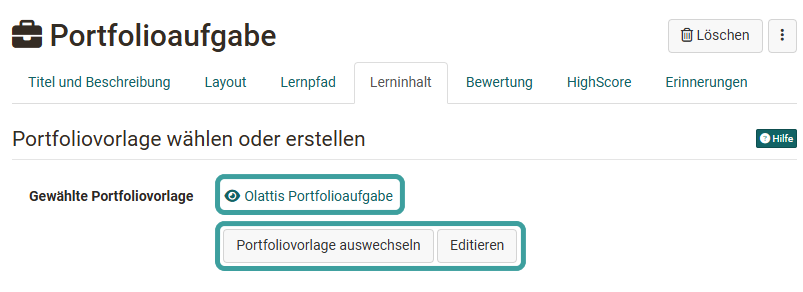 Portfolioaufgabe
Löschen
Titel und Beschreibung Layout Lernpfad Lerninhalt Bewertung HighScore Erinnerungen
Portfoliovorlage wählen oder erstellen
Hilfe
Gewählte Portfoliovorlage Olattis Portfolioaufgabe
Portfoliovorlage auswechseln Editieren